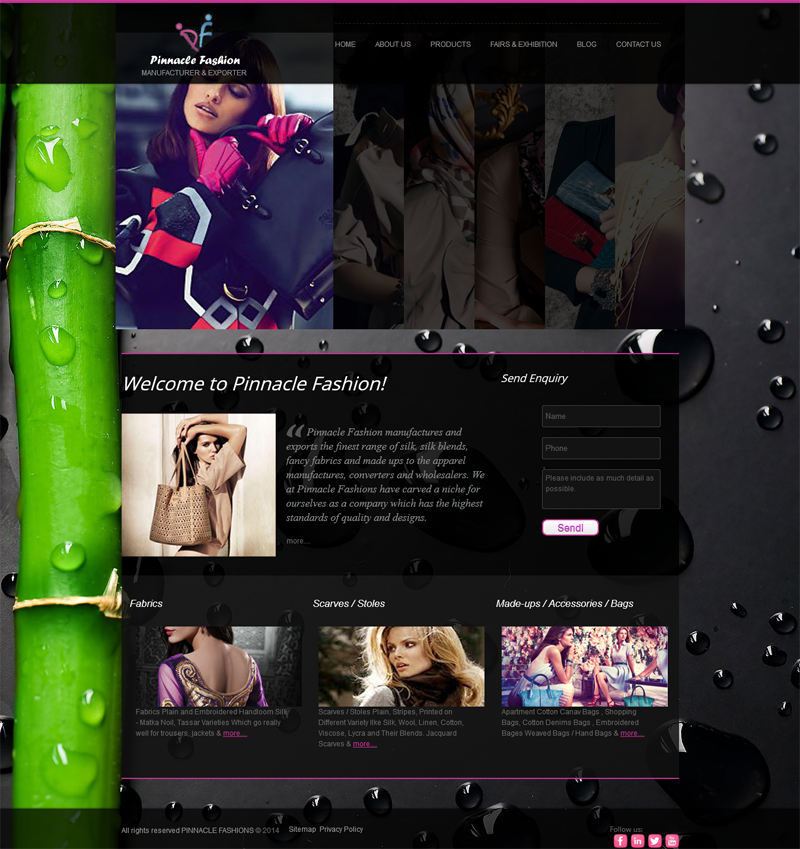 PF
Pinnacle Fashion
MANUFACTURER & EXPORTER
HOME ABOUT US PRODUCTS FAIRS & EXHIBITION BLOG CONTACT US
Welcome to Pinnacle Fashion!
“ Pinnacle Fashion manufactures and
exports the finest range of silk, silk blends,
fancy fabrics and made ups to the apparel
manufactures, converters and wholesalers. We
at Pinnacle Fashions have carved a niche for
ourselves as a company which has the highest
standards of quality and designs.
more....
Send Enquiry
Name
Phone
Please include as much detail as
possible.
Send!
Fabrics
Fabrics Plain and Embroidered Handloom Silk
- Matka Noil, Tassar Varieties Which go really
well for trousers, jackets & more....
Scarves / Stoles
Scarves / Stoles Plain, Stripes, Printed on
Different Variety like Silk, Wool, Linen, Cotton,
Viscose, Lycra and Their Blends. Jacquard
Scarves & more....
Made-ups / Accessories / Bags
Apartment Cotton Canav Bags , Shopping
Bags, Cotton Denims Bags , Embroidered
Bages Weaved Bags / Hand Bags & more....
All rights reserved PINNACLE FASHIONS © 2014 Sitemap Privacy Policy
Follow us: